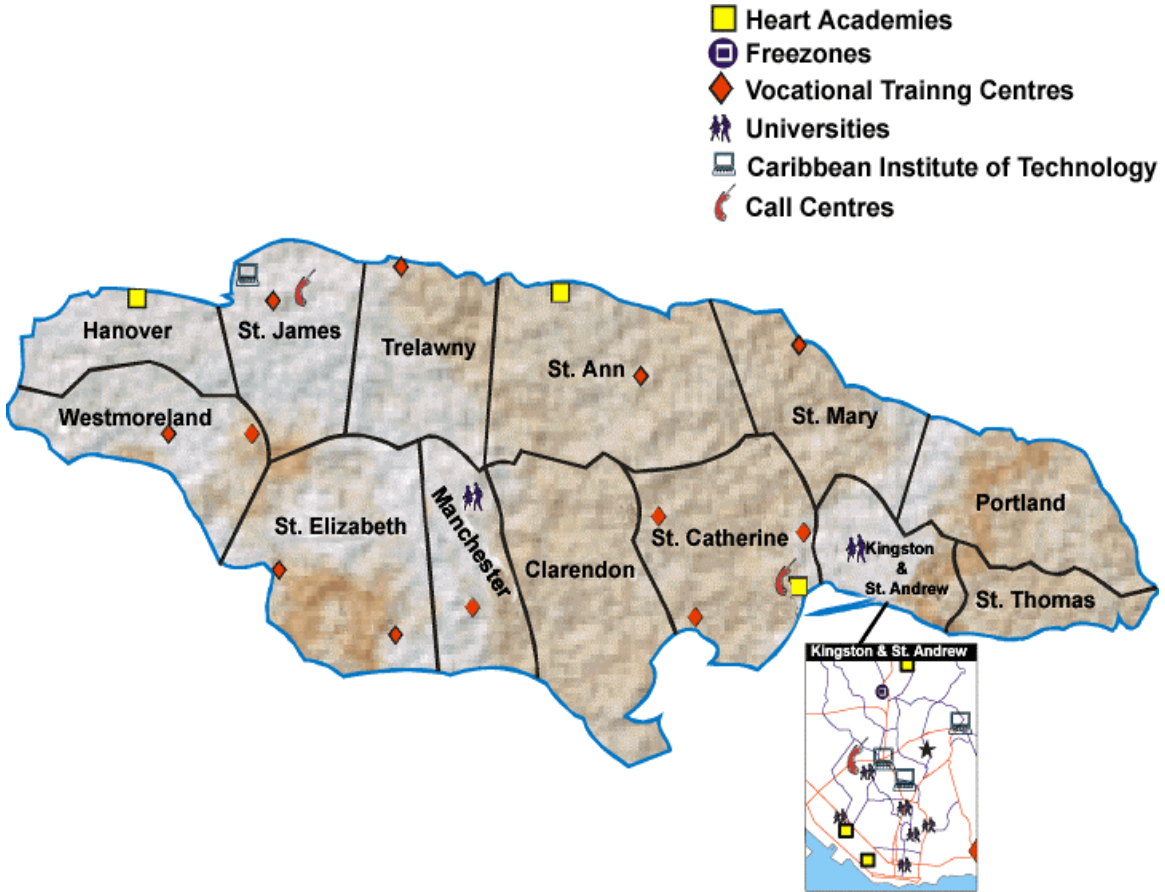 Heart Academies
Freezones
Vocational Trainng Centres
Universities
Caribbean Institute of Technology
Call Centres
Hanover
St. James
Trelawny
St. Ann
Westmoreland
St. Mary
St. Elizabeth
Manchester
Clarendon
St. Catherine
Kingston
&
St. Andrew
Portland
St. Thomas
Kingston & St. Andrew